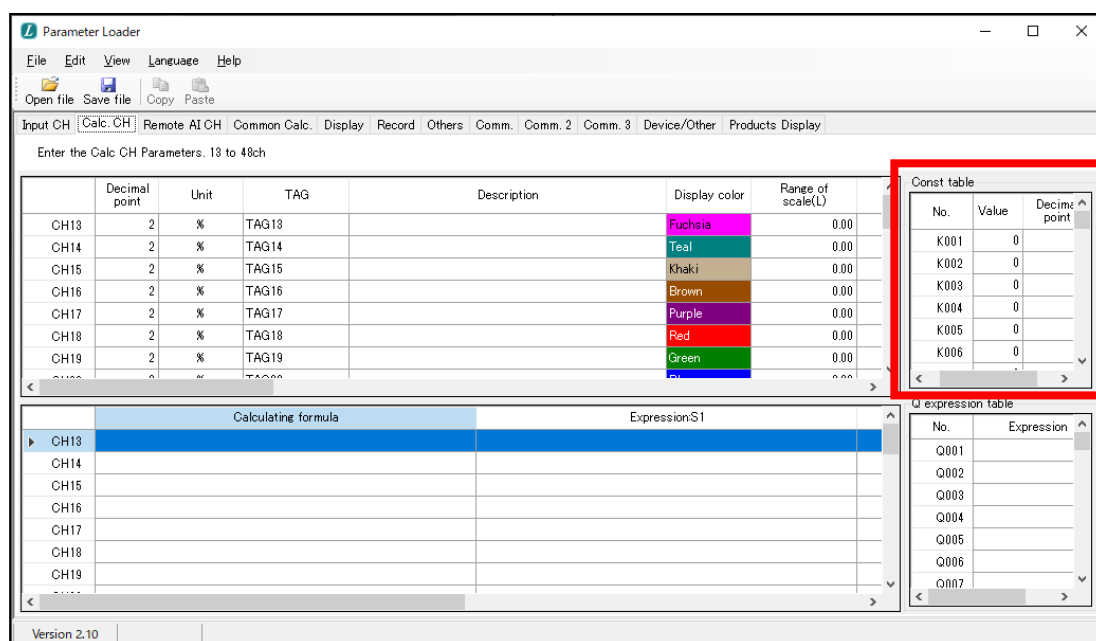 Parameter Loader
File Edit View Language Help
Open file Save file Copy Paste
Input CH Calc. CH Remote AI CH Common Calc. Display Record Others Comm. Comm. 2 Comm. 3 Device/Other Products Display
Enter the Calc CH Parameters. 13 to 48ch
Decimal point Unit TAG Description Display color Range of scale(L)
CH13 2 % TAG13 Fuchsia 0.00
CH14 2 % TAG14 Teal 0.00
CH15 2 % TAG15 Khaki 0.00
CH16 2 % TAG16 Brown 0.00
CH17 2 % TAG17 Purple 0.00
CH18 2 % TAG18 Red 0.00
CH19 2 % TAG19 Green 0.00
Const table
No. Value Decima point
K001 0
K002 0
K003 0
K004 0
K005 0
K006 0
Calculating formula Expression:S1
CH13
CH14
CH15
CH16
CH17
CH18
CH19
Q expression table
No. Expression
Q001
Q002
Q003
Q004
Q005
Q006
Q007
Version 2.10